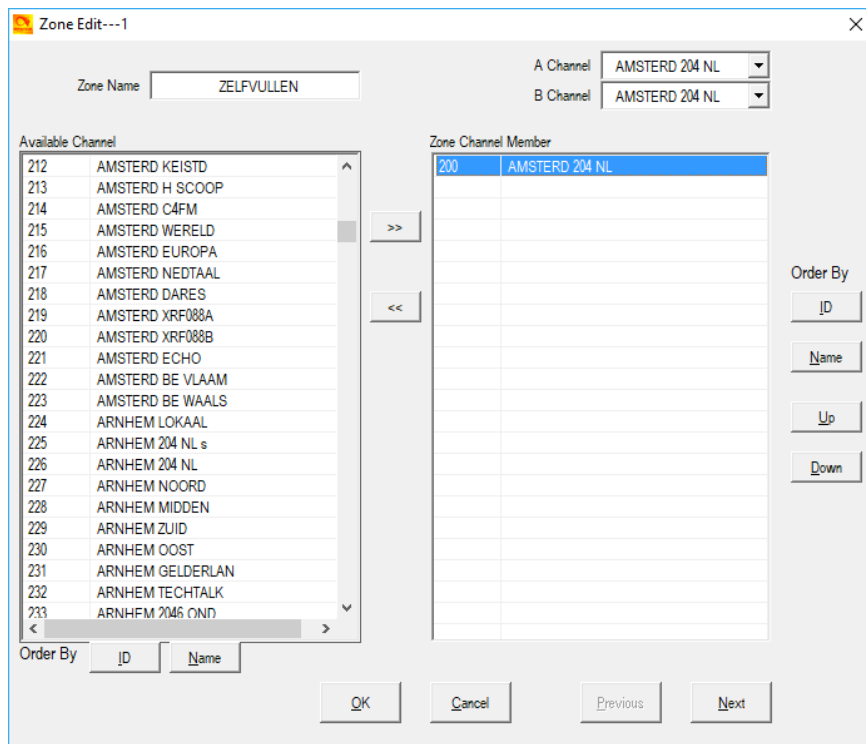 Zone Edit---1
Zone Name ZELFVULLEN
A Channel AMSTERD 204 NL
B Channel AMSTERD 204 NL
Available Channel
212 AMSTERD KEISTD
213 AMSTERD H SCOOP
214 AMSTERD C4FM
215 AMSTERD WERELD
216 AMSTERD EUROPA
217 AMSTERD NEDTAAL
218 AMSTERD DARES
219 AMSTERD XRF088A
220 AMSTERD XRF088B
221 AMSTERD ECHO
222 AMSTERD BE VLAAM
223 AMSTERD BE WAALS
224 ARNHEM LOKAAL
225 ARNHEM 204 NL s
226 ARNHEM 204 NL
227 ARNHEM NOORD
228 ARNHEM MIDDEN
229 ARNHEM ZUID
230 ARNHEM OOST
231 ARNHEM GELDERLAN
232 ARNHEM TECHTALK
233 ARNHEM 2046 OND
Order By ID Name
>>
<<
Zone Channel Member
200 AMSTERD 204 NL
Order By
ID
Name
Up
Down
OK Cancel Previous Next